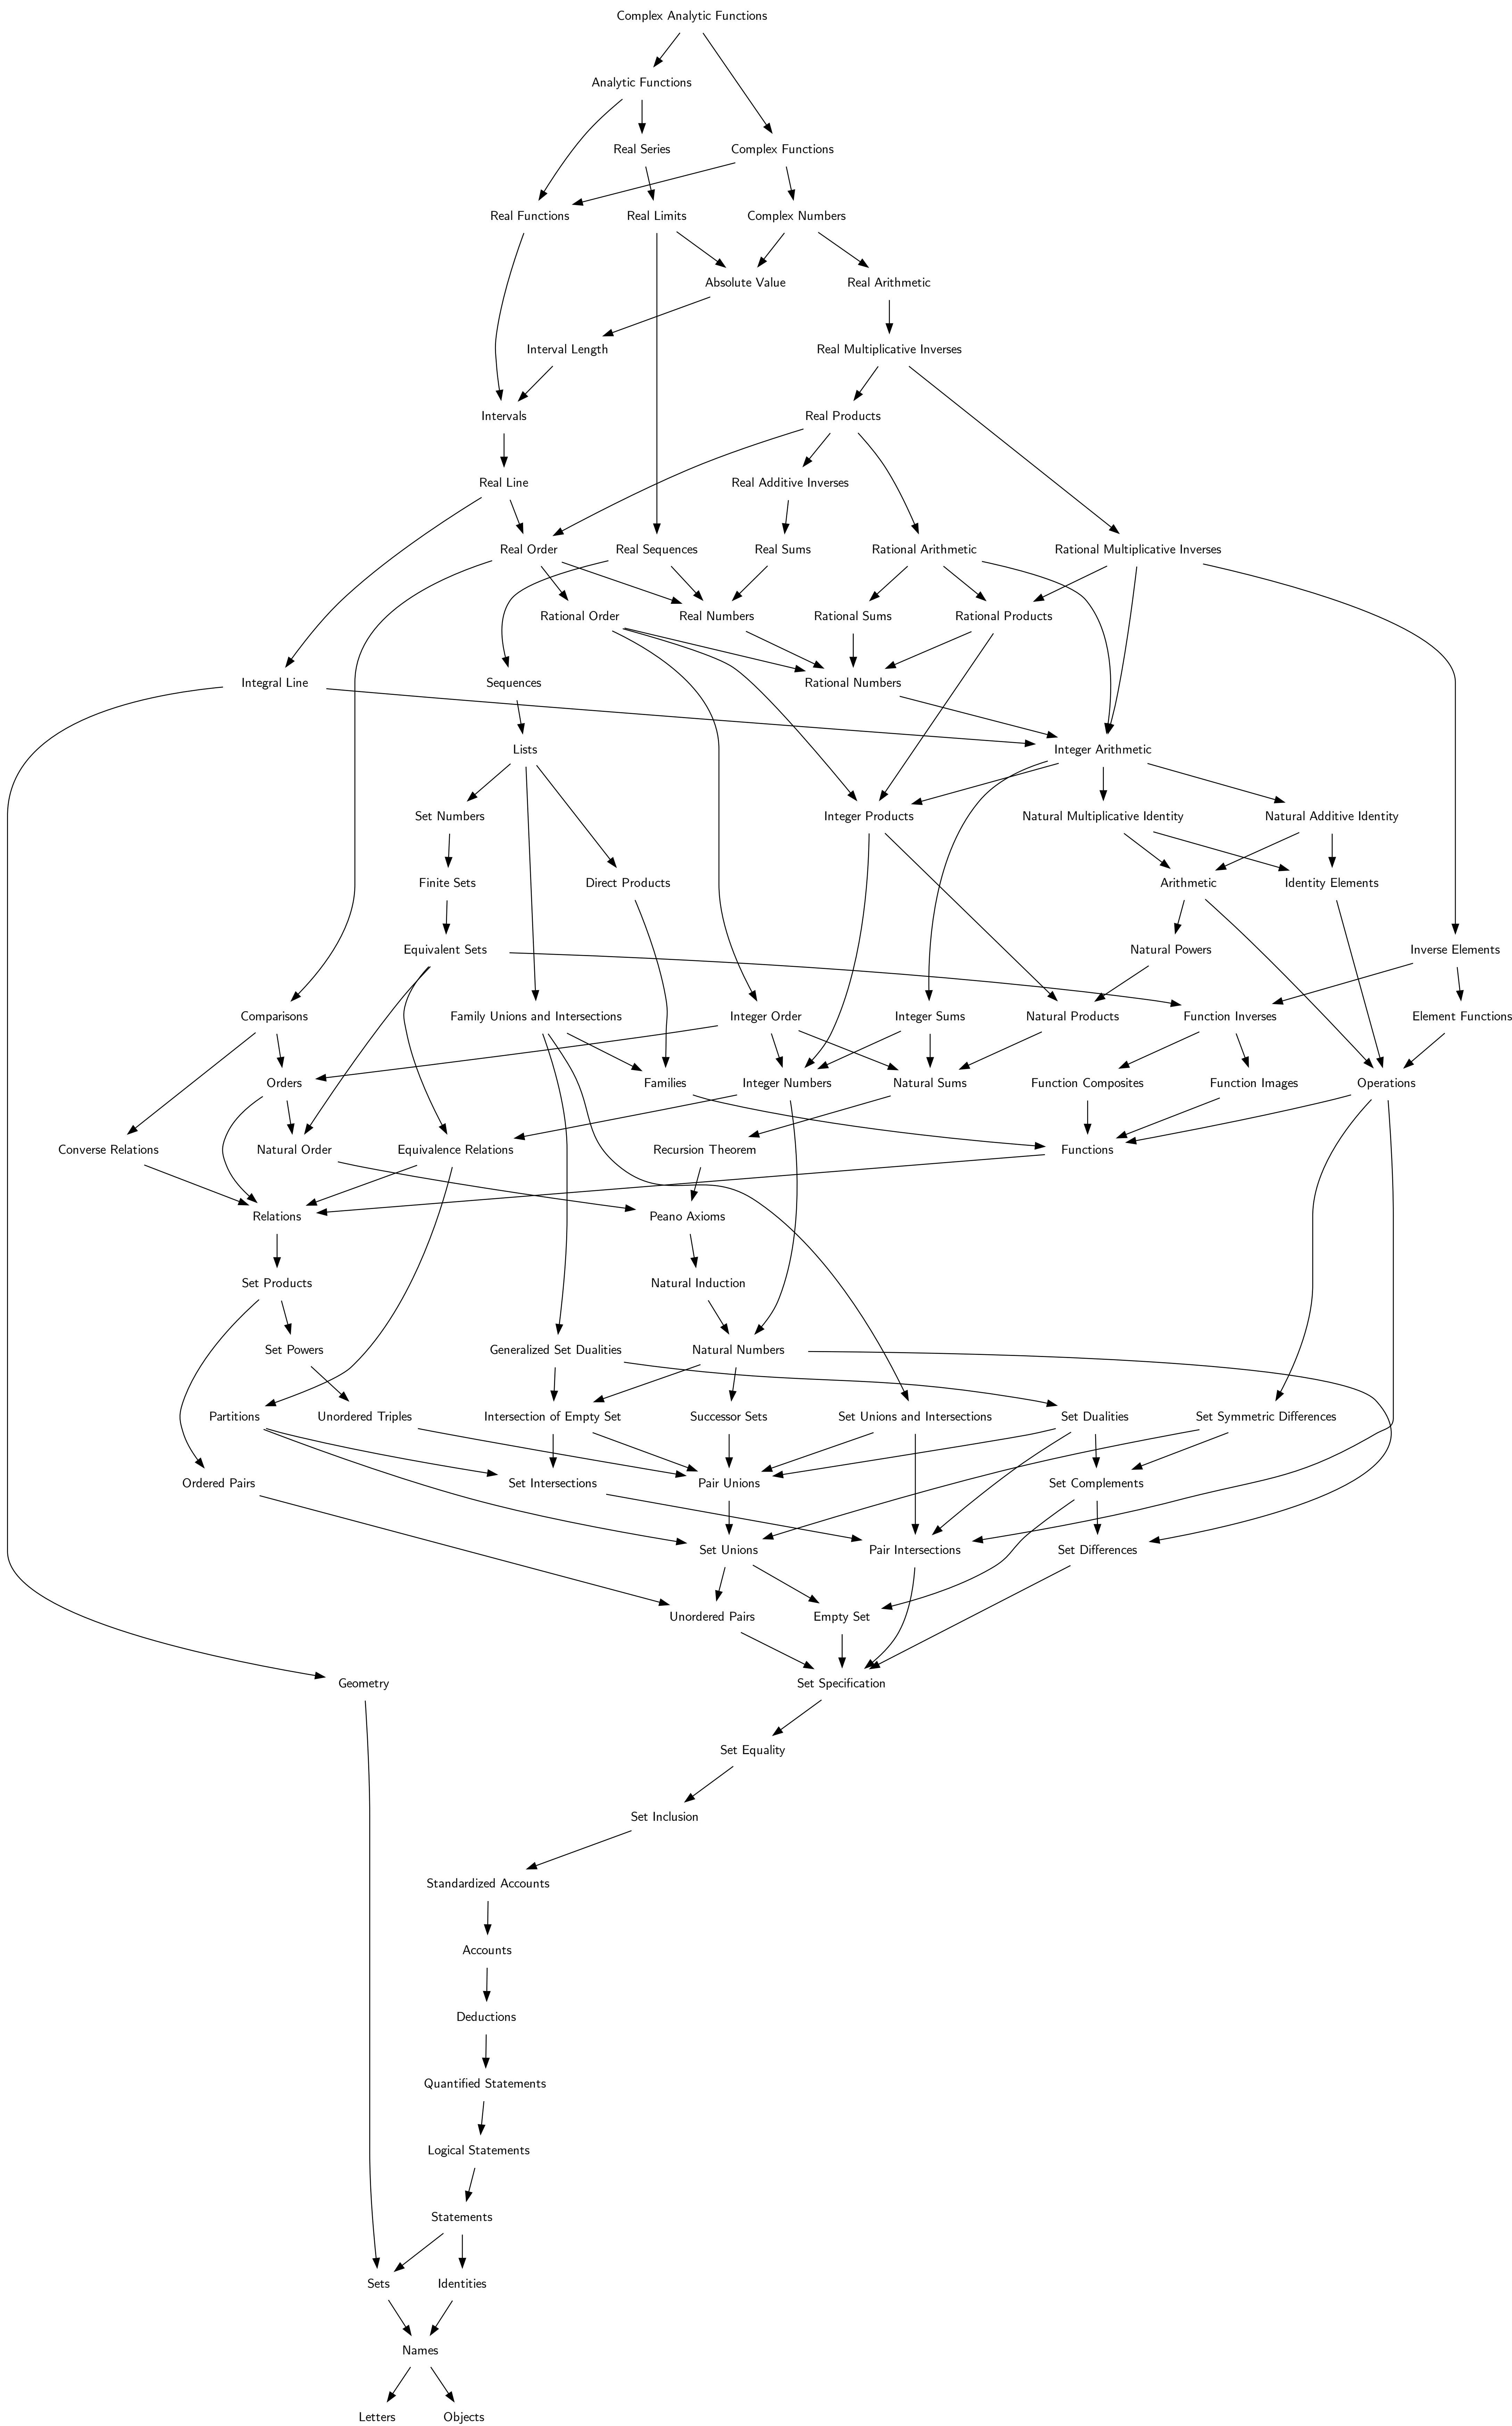 Complex Analytic Functions
Analytic Functions
Real Series
Complex Functions
Real Functions
Real Limits
Complex Numbers
Absolute Value
Real Arithmetic
Interval Length
Real Multiplicative Inverses
Intervals
Real Products
Real Line
Real Additive Inverses
Real Order
Real Sequences
Real Sums
Rational Arithmetic
Rational Multiplicative Inverses
Rational Order
Real Numbers
Rational Sums
Rational Products
Integral Line
Sequences
Rational Numbers
Lists
Integer Arithmetic
Set Numbers
Integer Products
Natural Multiplicative Identity
Natural Additive Identity
Finite Sets
Direct Products
Arithmetic
Identity Elements
Equivalent Sets
Natural Powers
Inverse Elements
Comparisons
Family Unions and Intersections
Integer Order
Integer Sums
Natural Products
Function Inverses
Element Functions
Orders
Families
Integer Numbers
Natural Sums
Function Composites
Function Images
Operations
Converse Relations
Natural Order
Equivalence Relations
Recursion Theorem
Functions
Relations
Peano Axioms
Set Products
Natural Induction
Set Powers
Generalized Set Dualities
Natural Numbers
Partitions
Unordered Triples
Intersection of Empty Set
Successor Sets
Set Unions and Intersections
Set Dualities
Set Symmetric Differences
Ordered Pairs
Set Intersections
Pair Unions
Set Complements
Set Unions
Pair Intersections
Set Differences
Unordered Pairs
Empty Set
Geometry
Set Specification
Set Equality
Set Inclusion
Standardized Accounts
Accounts
Deductions
Quantified Statements
Logical Statements
Statements
Sets
Identities
Names
Letters
Objects